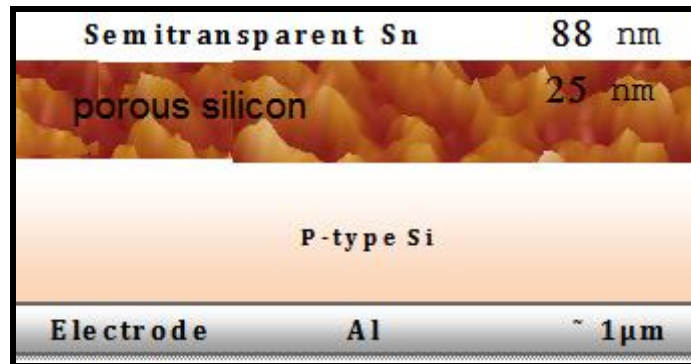 Semitransparent Sn 88 nm
porous silicon 25 nm
P-type Si
Electrode Al ~ 1µm